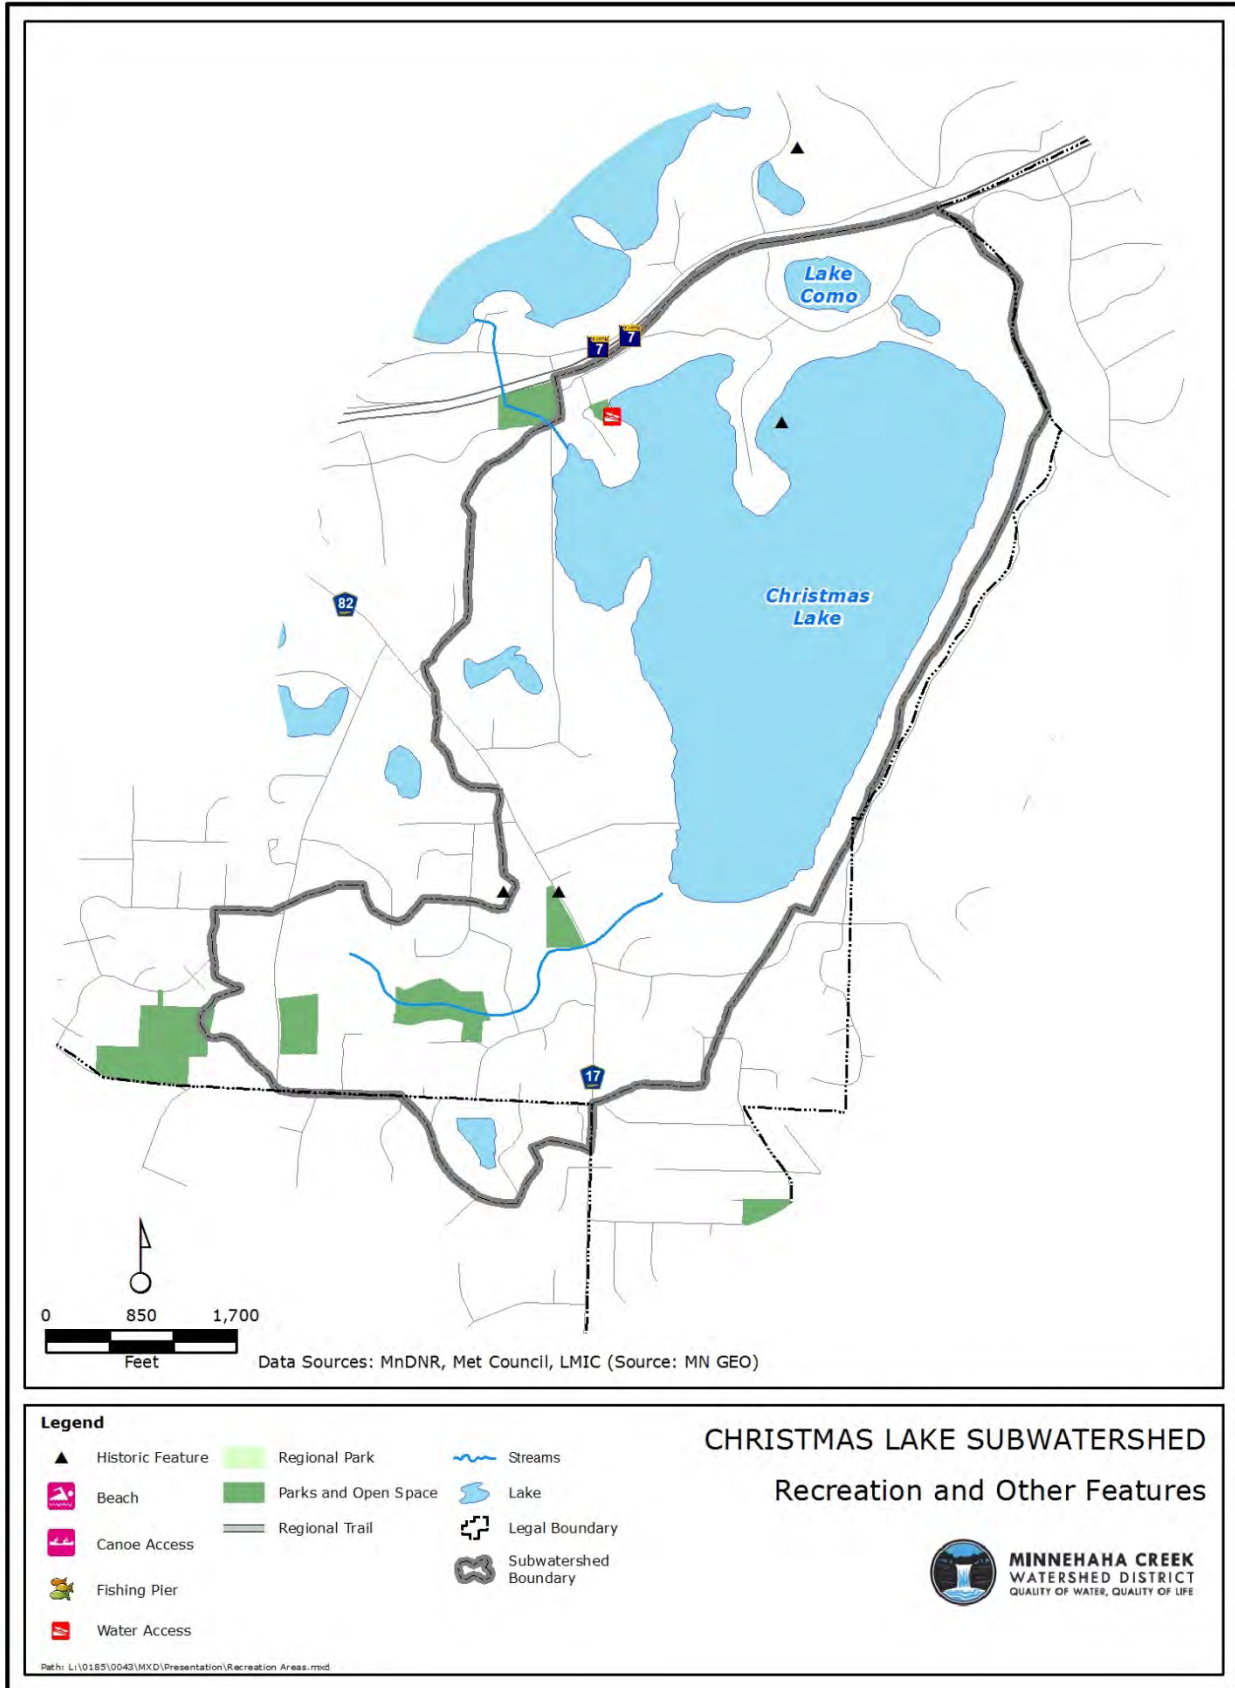 Lake
Como
7
7
82
Christmas
Lake
17
0 850 1,700
Feet
Data Sources: MnDNR, Met Council, LMIC (Source: MN GEO)
Legend
Historic Feature
Beach
Canoe Access
Fishing Pier
Water Access
Regional Park
Parks and Open Space
Regional Trail
Streams
Lake
Legal Boundary
Subwatershed
Boundary
CHRISTMAS LAKE SUBWATERSHED
Recreation and Other Features
MINNEHAHA CREEK
WATERSHED DISTRICT
QUALITY OF WATER, QUALITY OF LIFE
Path: L:\0185\0043\MXD\Presentation\Recreation Areas.mxd